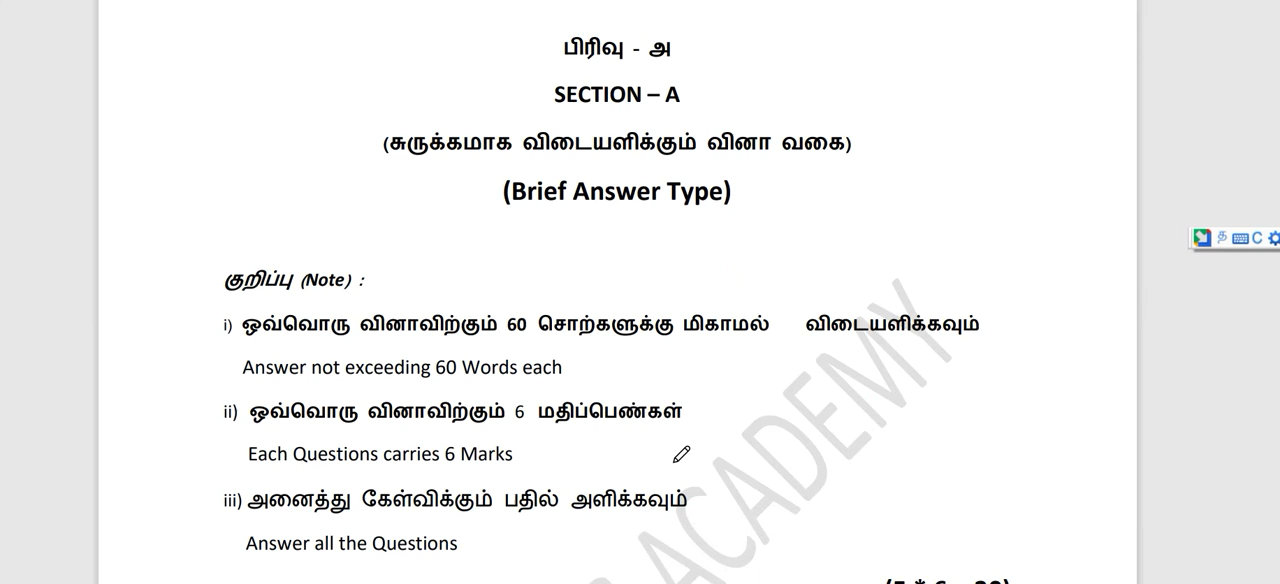 பிரிவு - அ
SECTION – A
(சுருக்கமாக விடையளிக்கும் வினா வகை)
(Brief Answer Type)
குறிப்பு (Note) :
i) ஒவ்வொரு வினாவிற்கும் 60 சொற்களுக்கு மிகாமல் விடையளிக்கவும்
Answer not exceeding 60 Words each
ii) ஒவ்வொரு வினாவிற்கும் 6 மதிப்பெண்கள்
Each Questions carries 6 Marks
iii) அனைத்து கேள்விக்கும் பதில் அளிக்கவும்
Answer all the Questions
ACADEMY